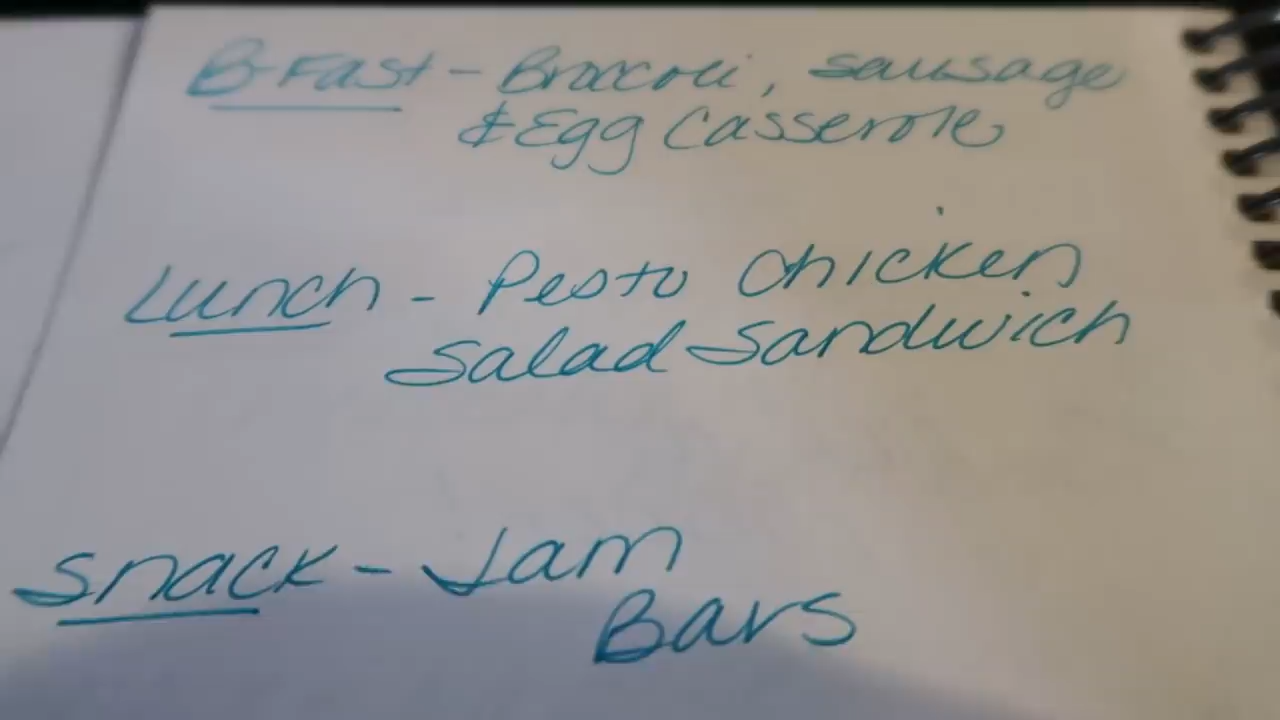 B-Fast - Broccoli, sausage
& Egg Casserole
Lunch - Pesto Chicken
Salad Sandwich
Snack - Jam
Bars